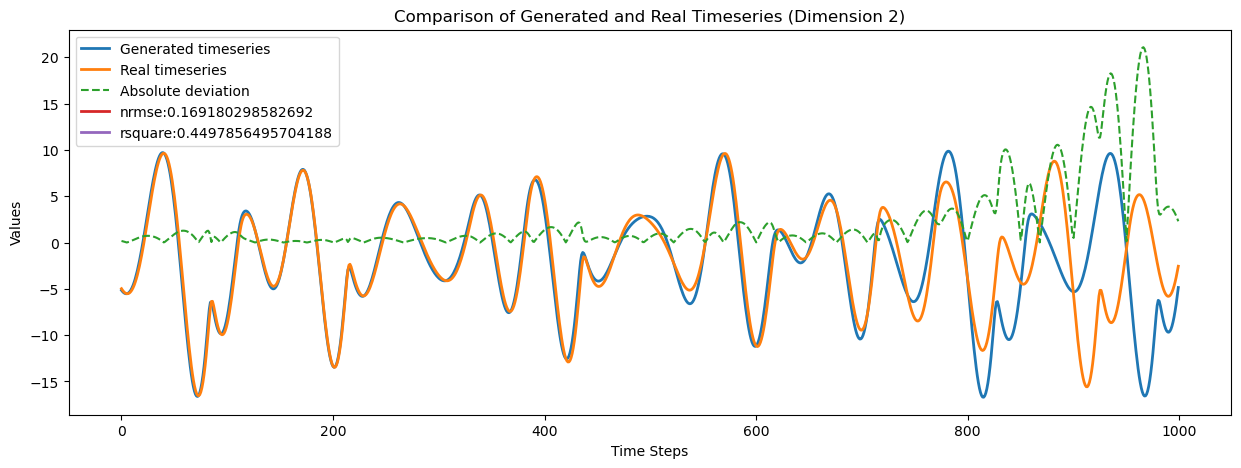 Comparison of Generated and Real Timeseries (Dimension 2)
Generated timeseries
Real timeseries
Absolute deviation
nrmse:0.169180298582692
rsquare:0.4497856495704188
Values
20
15
10
5
0
−5
−10
−15
0
200
400
600
800
1000
Time Steps